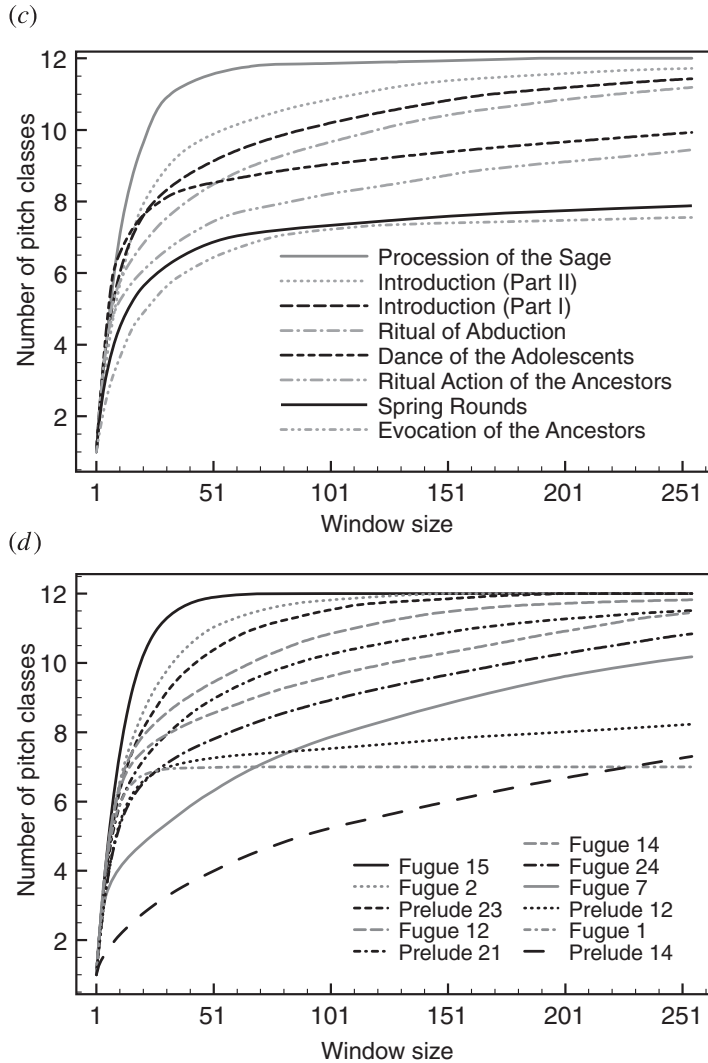 (c)
12
10
8
6
4
2
Number of pitch classes
Procession of the Sage
Introduction (Part II)
Introduction (Part I)
Ritual of Abduction
Dance of the Adolescents
Ritual Action of the Ancestors
Spring Rounds
Evocation of the Ancestors
1 51 101 151 201 251
Window size
(d)
12
10
8
6
4
2
Number of pitch classes
Fugue 15
Fugue 2
Prelude 23
Fugue 12
Prelude 21
Fugue 14
Fugue 24
Fugue 7
Prelude 12
Fugue 1
Prelude 14
1 51 101 151 201 251
Window size